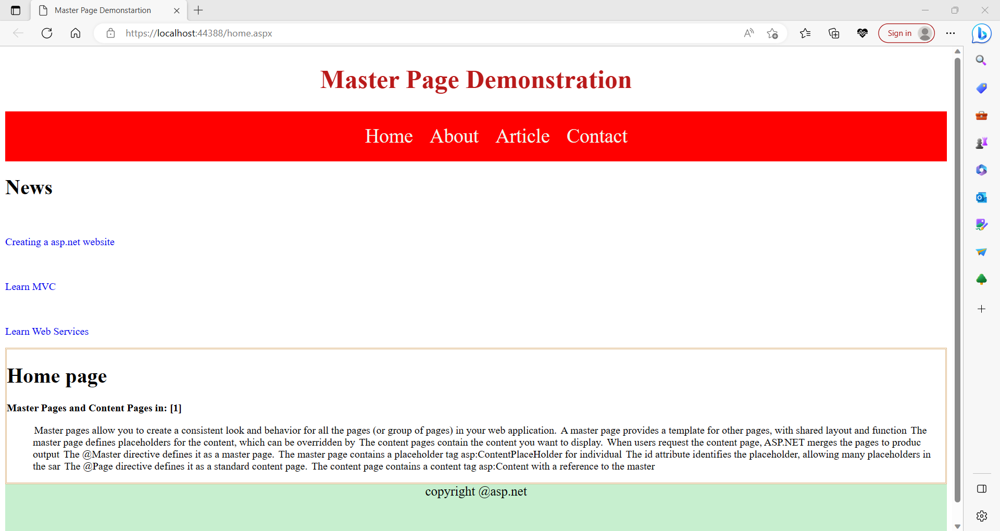 Master Page Demonstartion
https://localhost:44388/home.aspx
Sign in
Master Page Demonstration
Home About Article Contact
News
Creating a asp.net website
Learn MVC
Learn Web Services
Home page
Master Pages and Content Pages in: [1]
Master pages allow you to create a consistent look and behavior for all the pages (or group of pages) in your web application. A master page provides a template for other pages, with shared layout and function The
master page defines placeholders for the content, which can be overridden by The content pages contain the content you want to display. When users request the content page, ASP.NET merges the pages to produc
output The @Master directive defines it as a master page. The master page contains a placeholder tag asp:ContentPlaceHolder for individual The id attribute identifies the placeholder, allowing many placeholders in
the sar The @Page directive defines it as a standard content page. The content page contains a content tag asp:Content with a reference to the master
copyright @asp.net